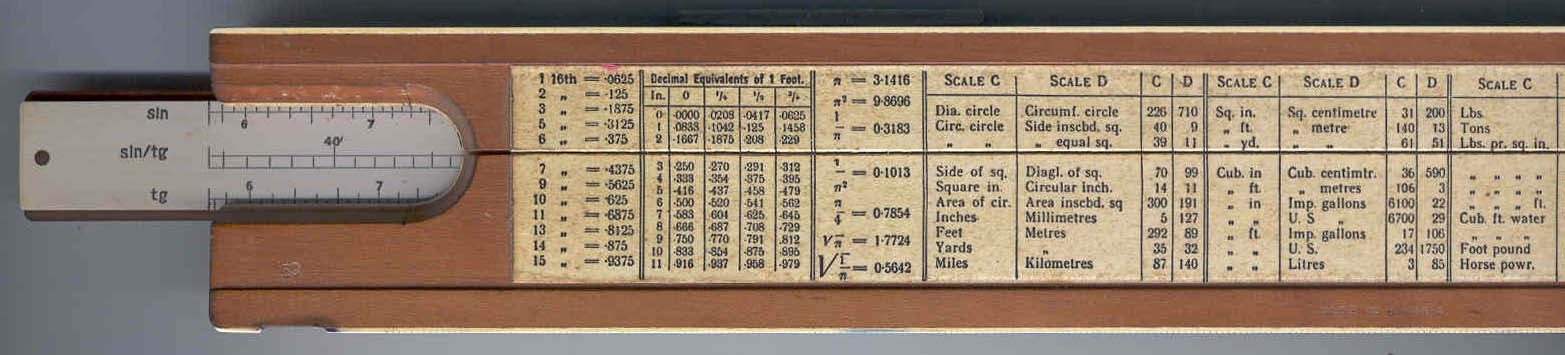 sin
6 7
sin/tg
40'
tg
6 7
1 16th = ·0625
2 „ = ·125
3 „ = ·1875
5 „ = ·3125
6 „ = ·375
7 „ = ·4375
9 „ = ·5625
10 „ = ·625
11 „ = ·6875
13 „ = ·8125
14 „ = ·875
15 „ = ·9375
Decimal Equivalents of 1 Foot.
In. 0 1/4 1/2 3/4
0 ·0000 ·0208 ·0417 ·0625
1 ·0833 ·1042 ·125 ·1458
2 ·1667 ·1875 ·208 ·229
3 ·250 ·270 ·291 ·312
4 ·333 ·354 ·375 ·395
5 ·416 ·437 ·458 ·479
6 ·500 ·520 ·541 ·562
7 ·583 ·604 ·625 ·645
8 ·666 ·687 ·708 ·729
9 ·750 ·770 ·791 ·812
10 ·833 ·854 ·875 ·895
11 ·916 ·937 ·958 ·979
π = 3·1416
π² = 9·8696
1/π = 0·3183
1/π² = 0·1013
π/4 = 0·7854
√π = 1·7724
√1/π = 0·5642
SCALE C SCALE D C D
Dia. circle Circumf. circle 226 710
Circ. circle Side inscbd. sq. 40 9
„ „ „ equal sq. 39 11
Side of sq. Diagl. of sq. 70 99
Square in. Circular inch. 14 11
Area of cir. Area inscbd. sq 300 191
Inches Millimetres 5 127
Feet Metres 292 89
Yards „ 35 32
Miles Kilometres 87 140
SCALE C SCALE D C D
Sq. in. Sq. centimetre 31 200
„ ft. „ metre 140 13
„ yd. „ „ 61 51
Cub. in Cub. centimtr. 36 590
„ ft. „ metres 106 3
„ in Imp. gallons 6100 22
„ „ U. S „ 6700 29
„ ft Imp. gallons 17 106
„ „ U. S. 234 1750
„ „ Litres 3 85
SCALE C
Lbs.
Tons
Lbs. pr. sq. in.
„ „ „ „
„ „ „ „
„ „ „ ft.
Cub. ft. water
„ „ „
Foot pound
Horse powr.